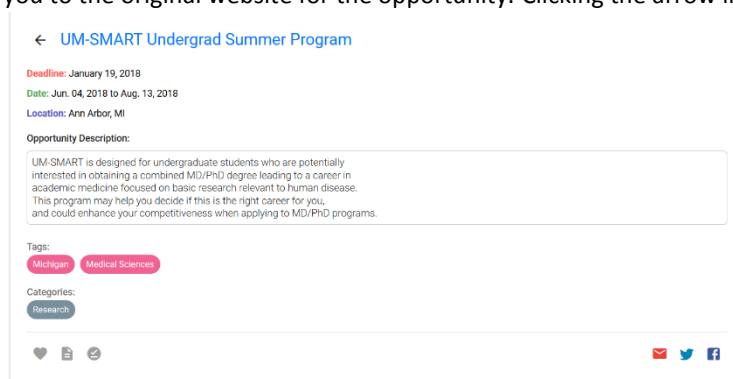 you to the original website for the opportunity. Clicking the arrow
UM-SMART Undergrad Summer Program
Deadline: January 19, 2018
Date: Jun. 04, 2018 to Aug. 13, 2018
Location: Ann Arbor, MI
Opportunity Description:
UM-SMART is designed for undergraduate students who are potentially
interested in obtaining a combined MD/PhD degree leading to a career in
academic medicine focused on basic research relevant to human disease.
This program may help you decide if this is the right career for you,
and could enhance your competitiveness when applying to MD/PhD programs.
Tags:
Michigan Medical Sciences
Categories:
Research